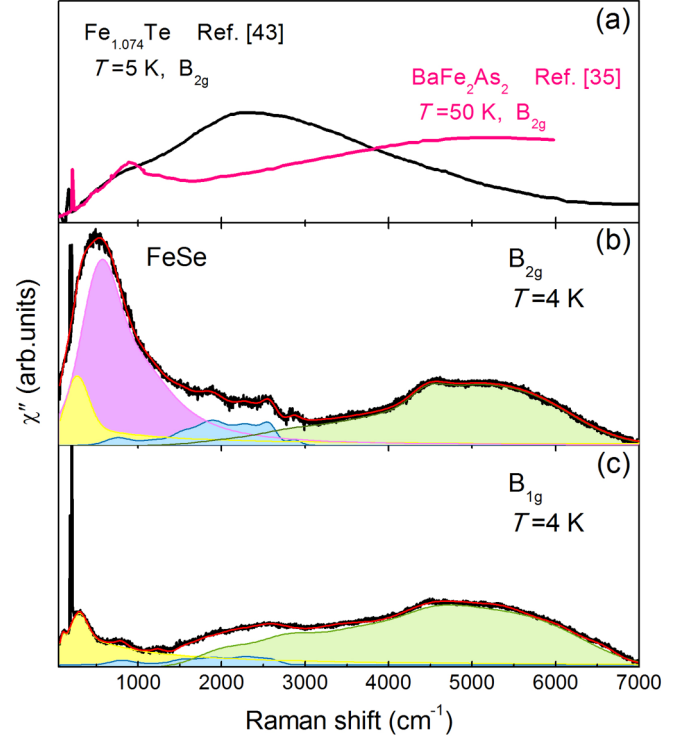 (a)
Fe1.074Te Ref. [43]
T=5 K, B2g
BaFe2As2 Ref. [35]
T=50 K, B2g
(b)
FeSe
B2g
T=4 K
χ″ (arb.units)
(c)
B1g
T=4 K
1000 2000 3000 4000 5000 6000 7000
Raman shift (cm-1)